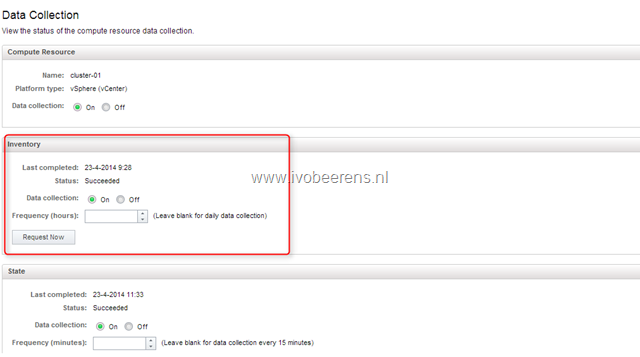 Data Collection
View the status of the compute resource data collection.
Compute Resource
Name: cluster-01
Platform type: vSphere (vCenter)
Data collection: On Off
Inventory
Last completed: 23-4-2014 9:28
Status: Succeeded
www.ivobeerens.nl
Data collection: On Off
Frequency (hours): (Leave blank for daily data collection)
Request Now
State
Last completed: 23-4-2014 11:33
Status: Succeeded
Data collection: On Off
Frequency (minutes): (Leave blank for data collection every 15 minutes)